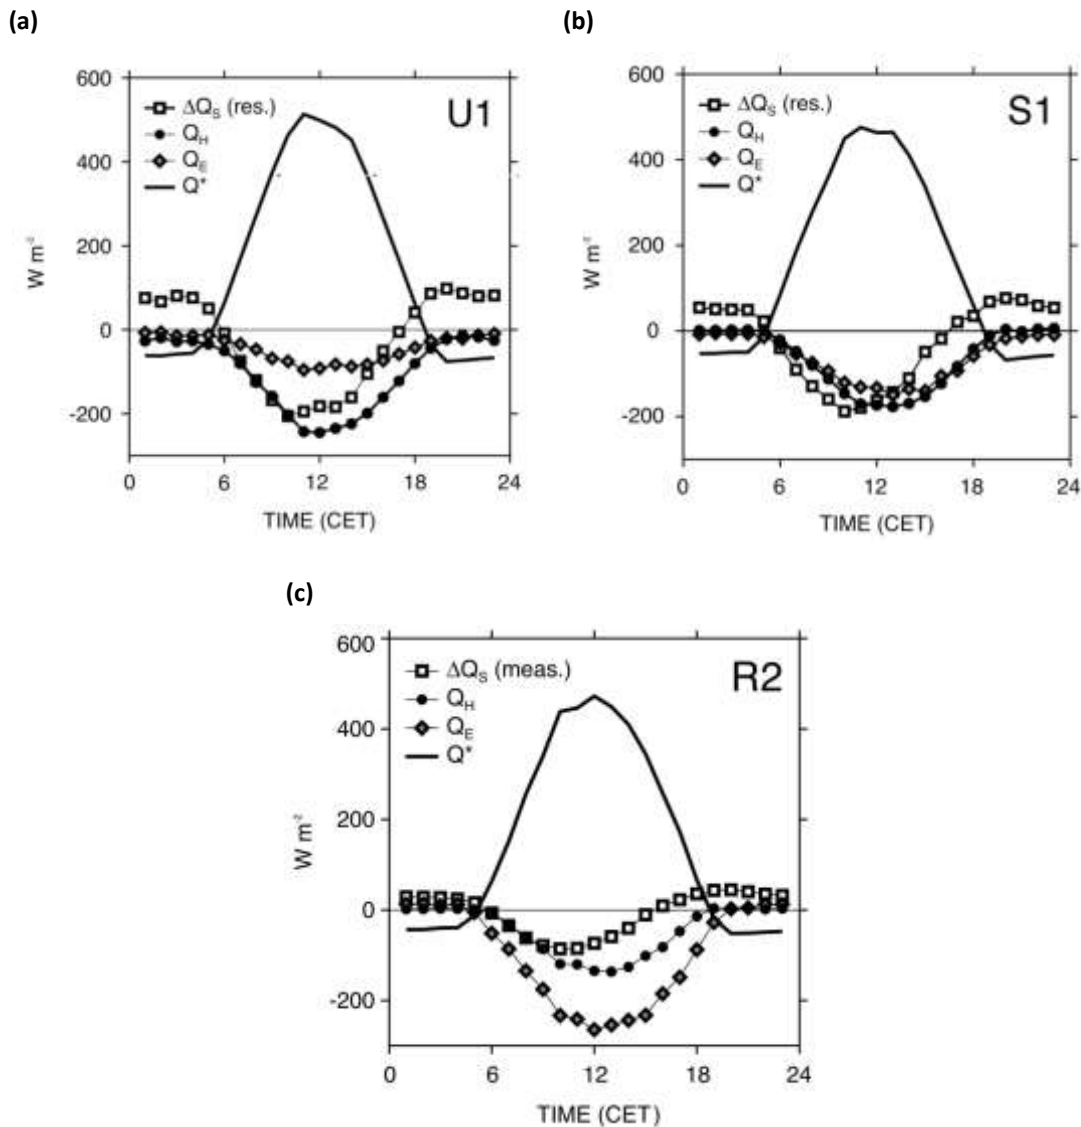 (a)
(b)
600
400
200
0
-200
W m⁻²
ΔQS (res.)
QH
QE
Q*
U1
0
6
12
18
24
TIME (CET)
600
400
200
0
-200
W m⁻²
ΔQS (res.)
QH
QE
Q*
S1
0
6
12
18
24
TIME (CET)
(c)
600
400
200
0
-200
W m⁻²
ΔQS (meas.)
QH
QE
Q*
R2
0
6
12
18
24
TIME (CET)